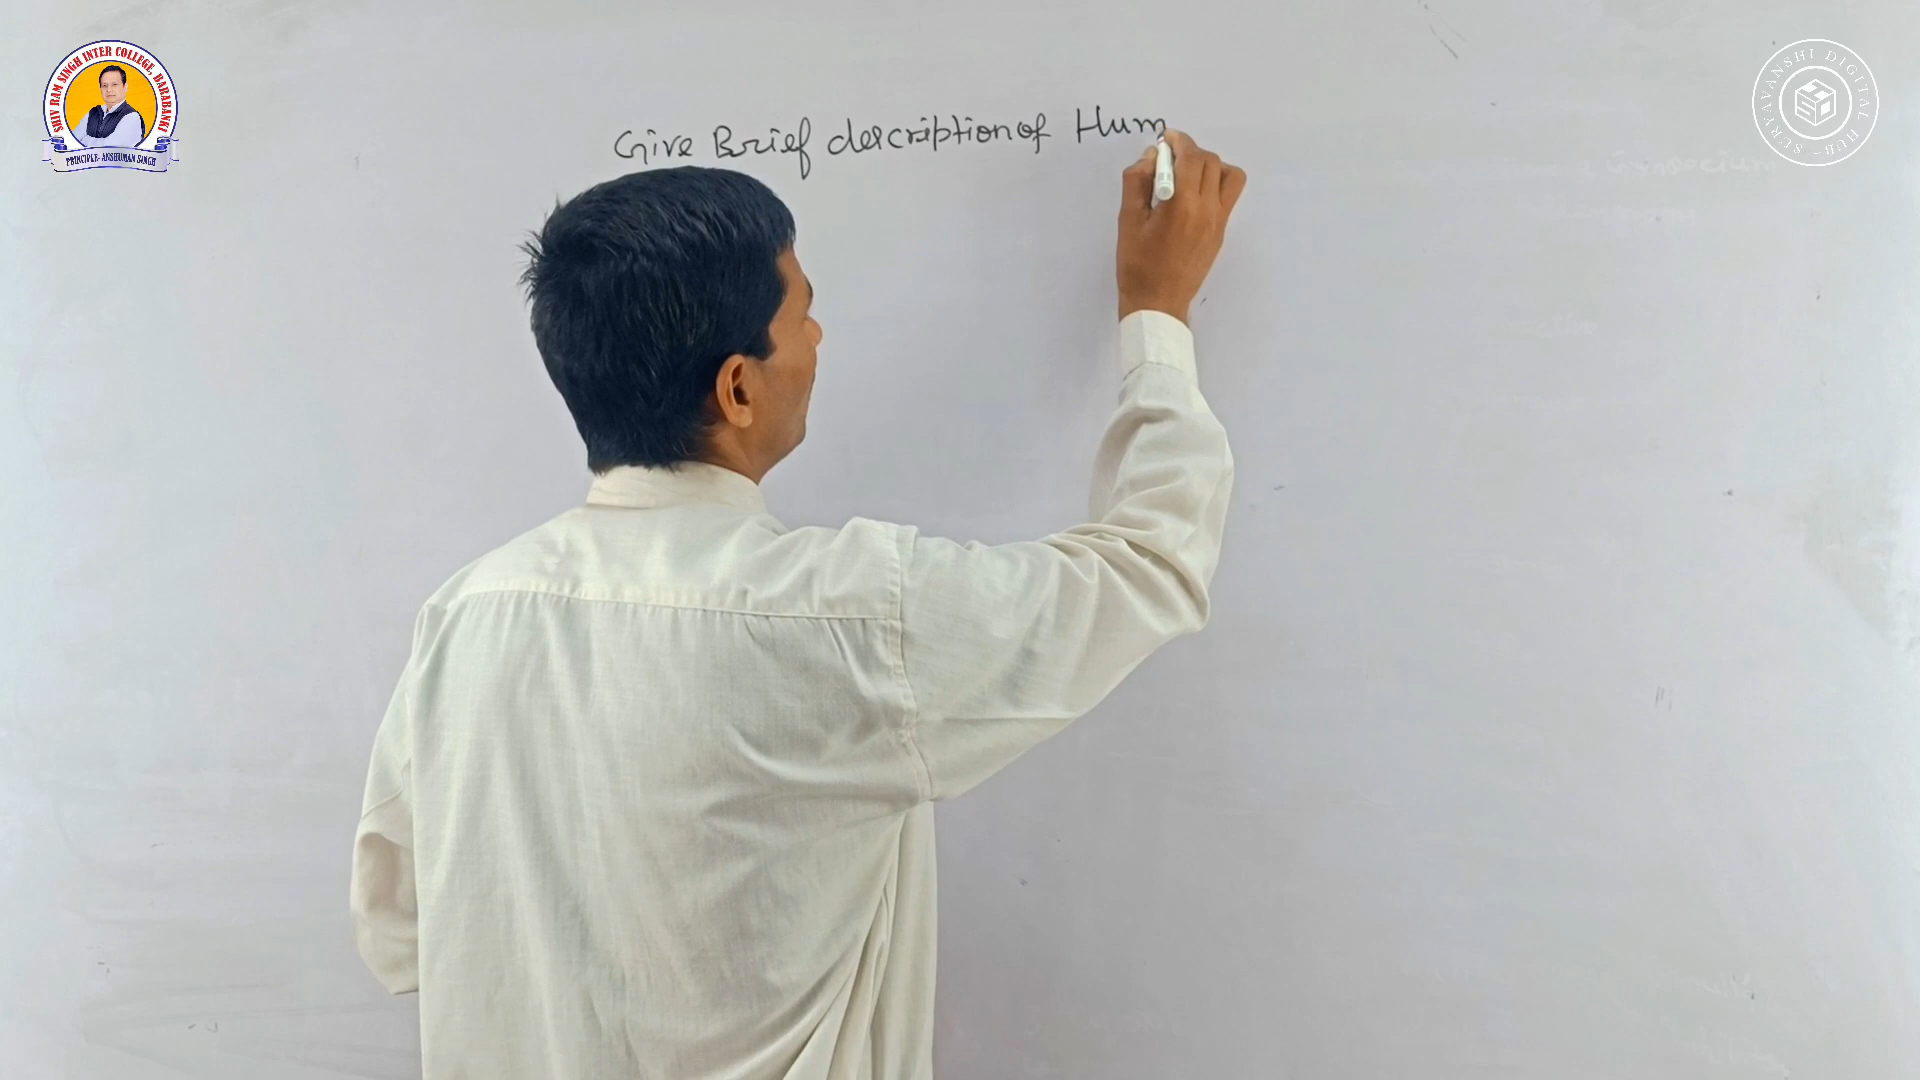 SHIV RAM SINGH INTER COLLEGE, BARABANKI
PRINCIPLE- ANSHUMAN SINGH
Give Brief description of Hum
SURYAVANSHI DIGITAL HUB